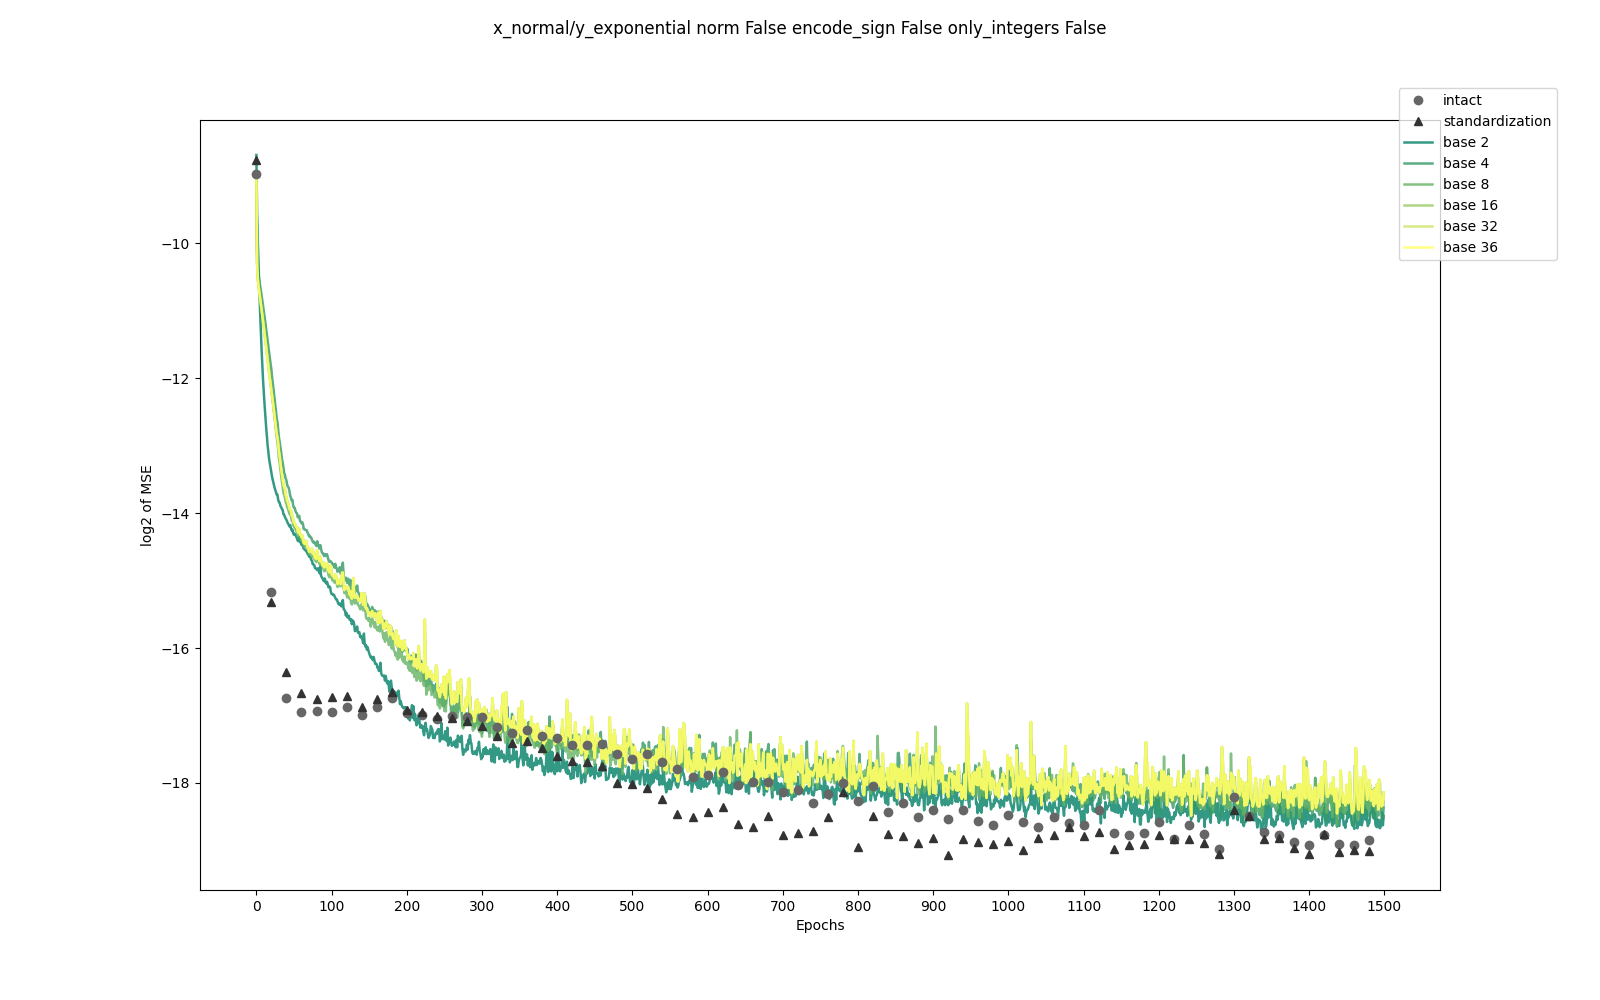 x_normal/y_exponential norm False encode_sign False only_integers False
intact
standardization
base 2
base 4
base 8
base 16
base 32
base 36
log2 of MSE
−10
−12
−14
−16
−18
0 100 200 300 400 500 600 700 800 900 1000 1100 1200 1300 1400 1500
Epochs